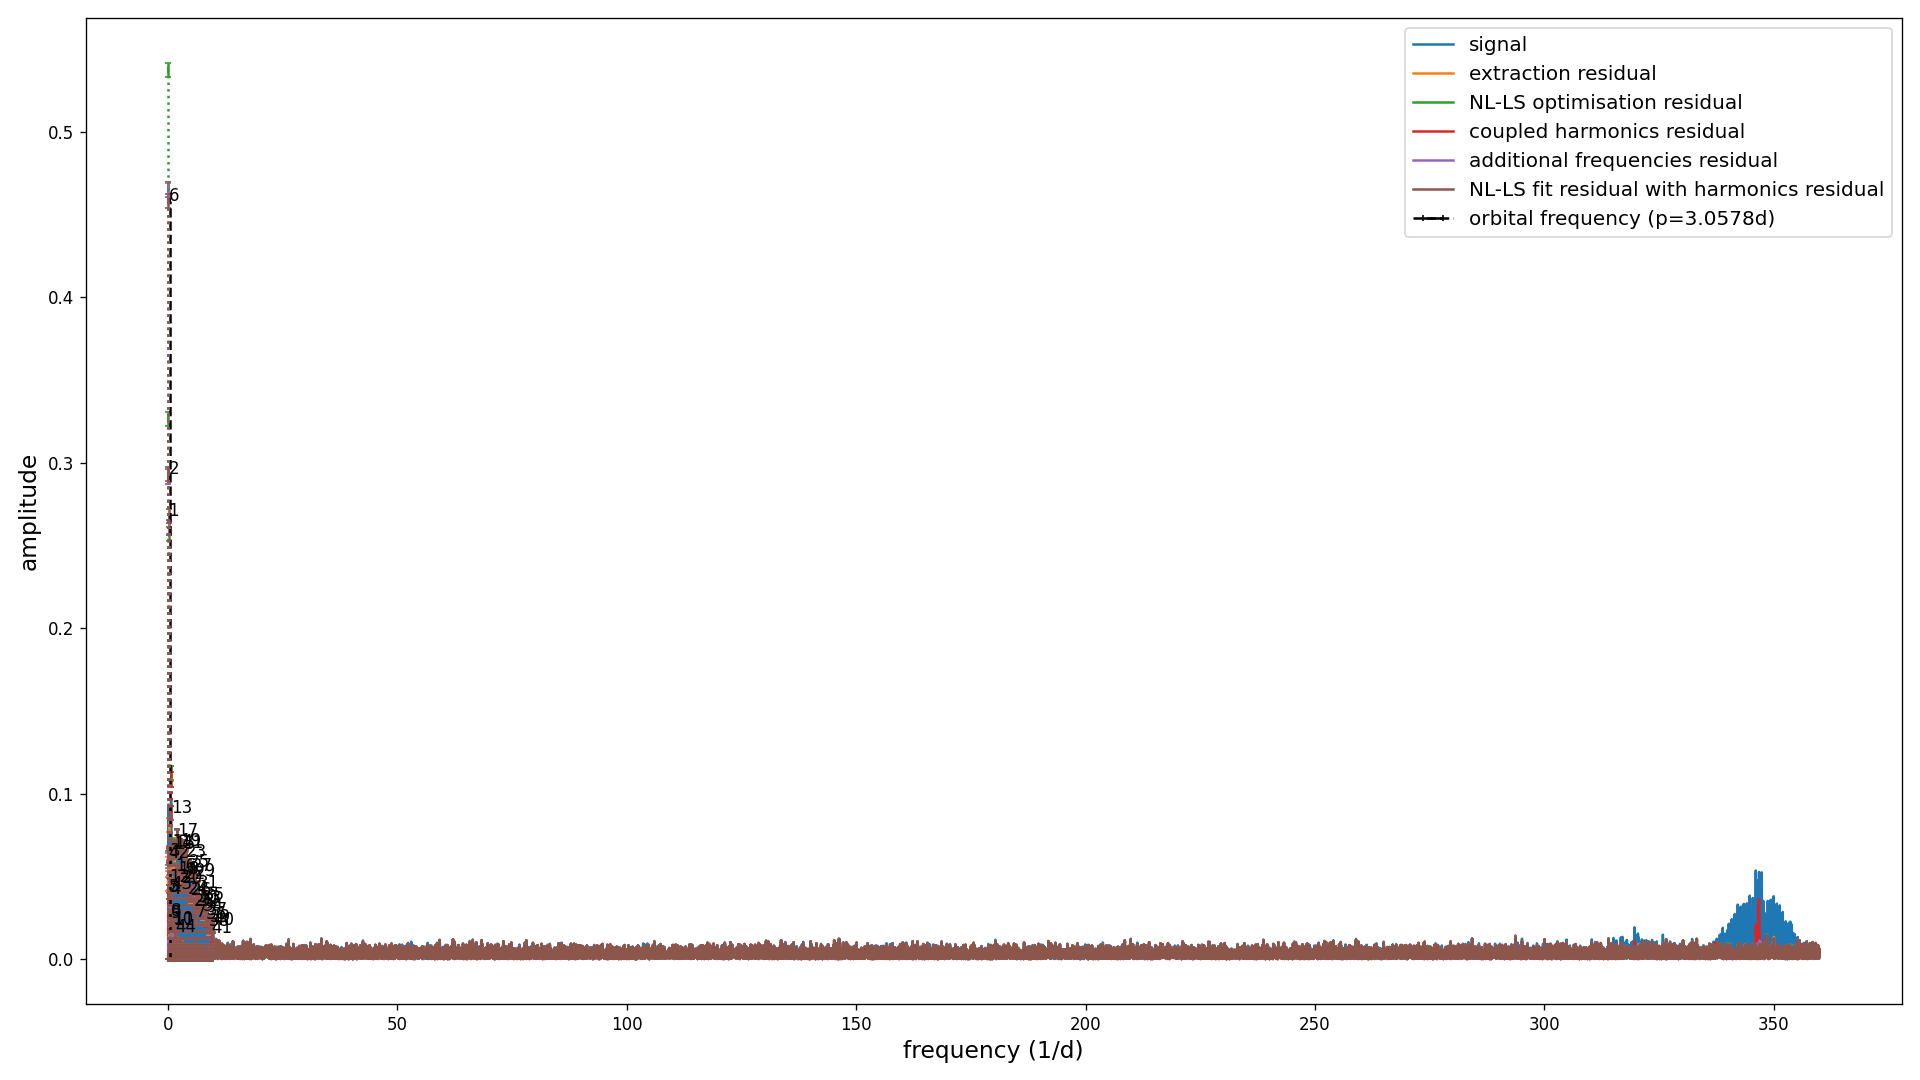 signal
extraction residual
NL-LS optimisation residual
coupled harmonics residual
additional frequencies residual
NL-LS fit residual with harmonics residual
orbital frequency (p=3.0578d)
amplitude
0.5
0.4
0.3
0.2
0.1
0.0
6
2
1
13
17
44
41
0
50
100
150
200
250
300
350
frequency (1/d)